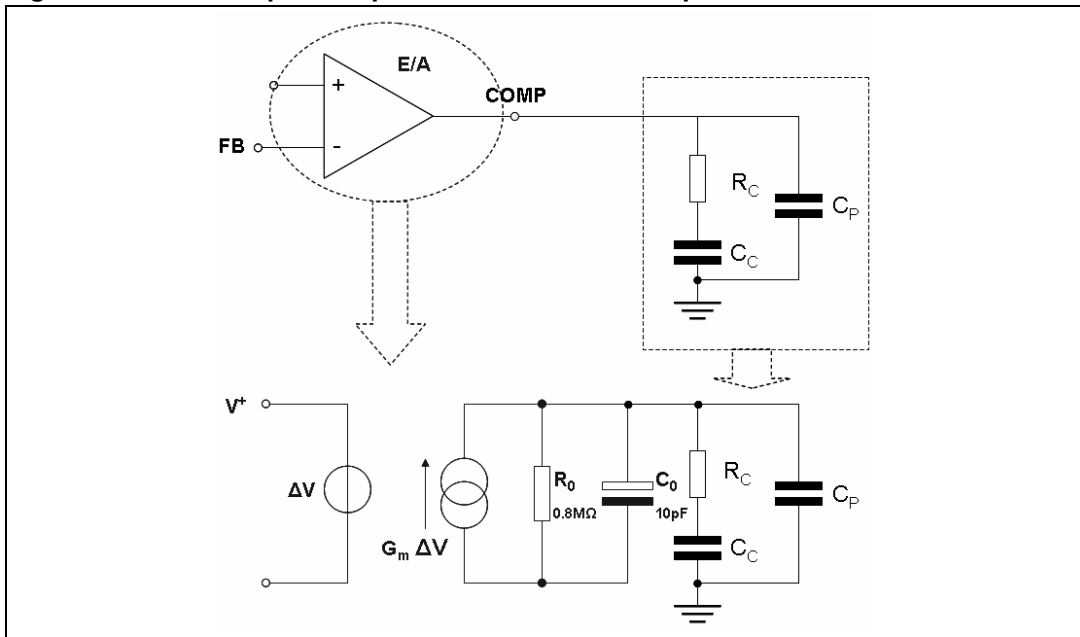 E/A
+
COMP
FB
-
R_C
C_P
C_C
V⁺
ΔV
G_m ΔV
R_0
0.8MΩ
C_0
10pF
R_C
C_P
C_C